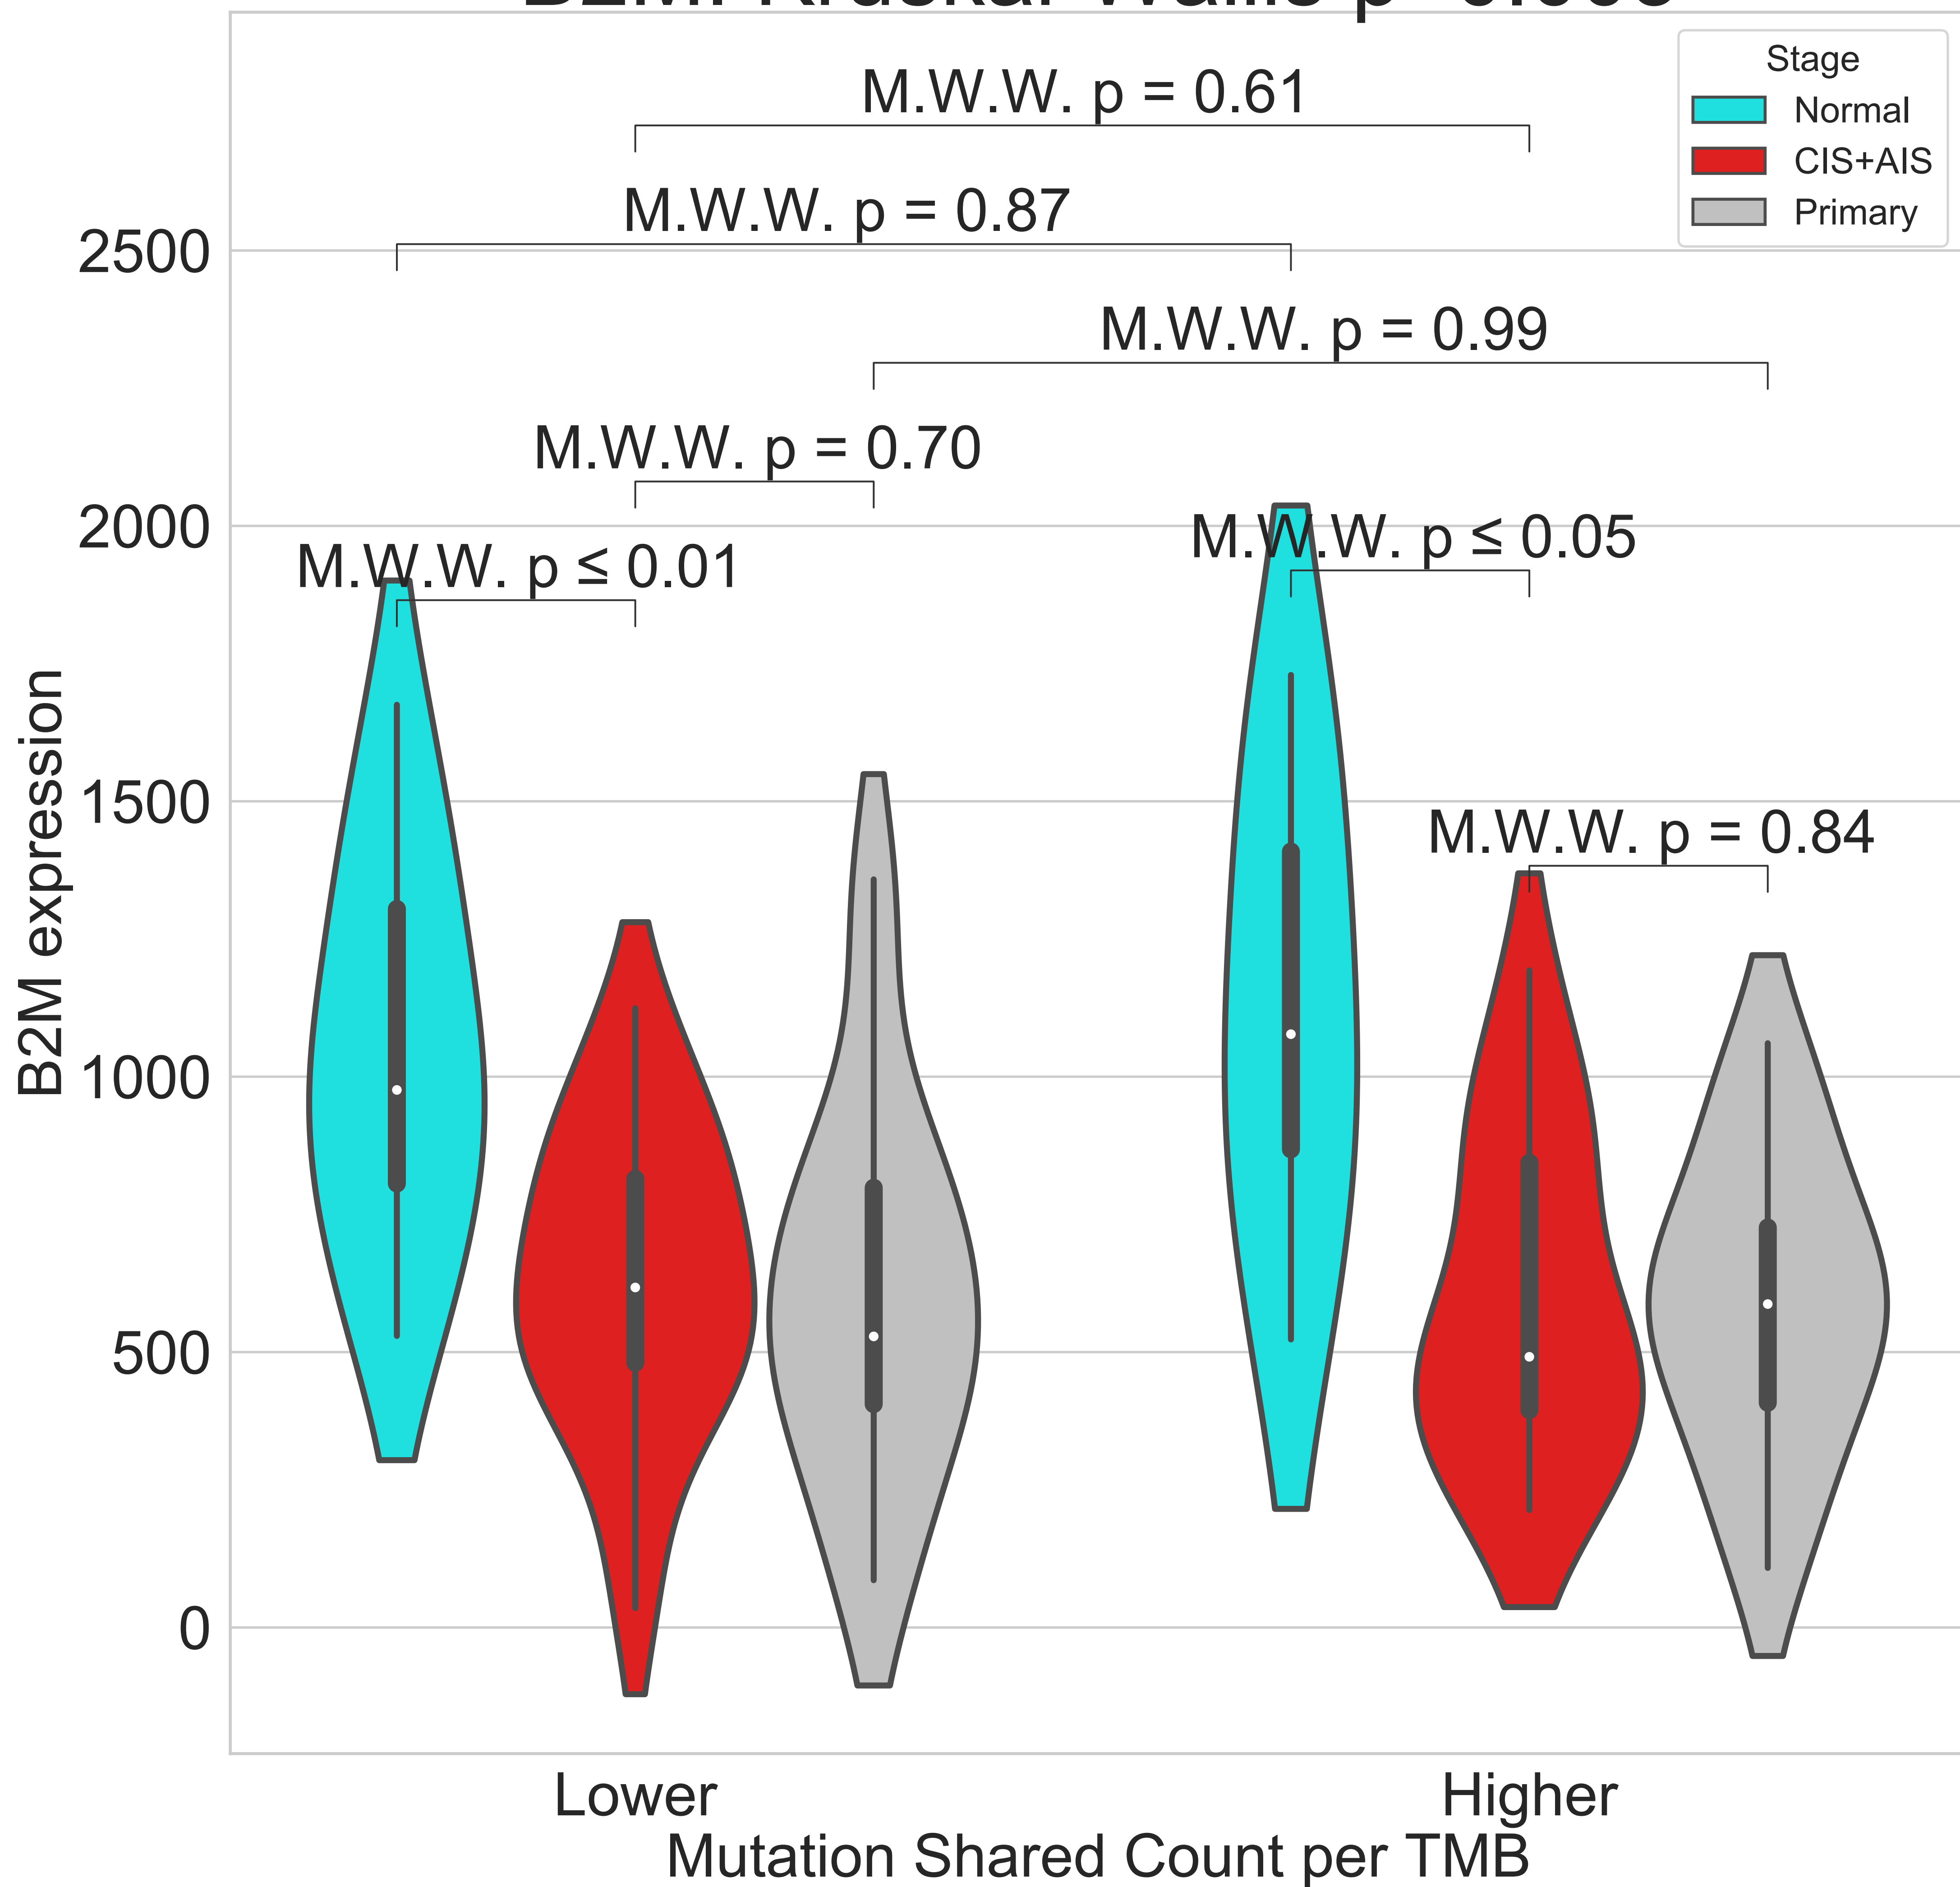 Stage
Normal
CIS+AIS
Primary
M.W.W. p = 0.61
M.W.W. p = 0.87
M.W.W. p = 0.99
M.W.W. p = 0.70
M.W.W. p ≤ 0.05
M.W.W. p ≤ 0.01
M.W.W. p = 0.84
2500
2000
1500
1000
500
0
B2M expression
Lower
Higher
Mutation Shared Count per TMB